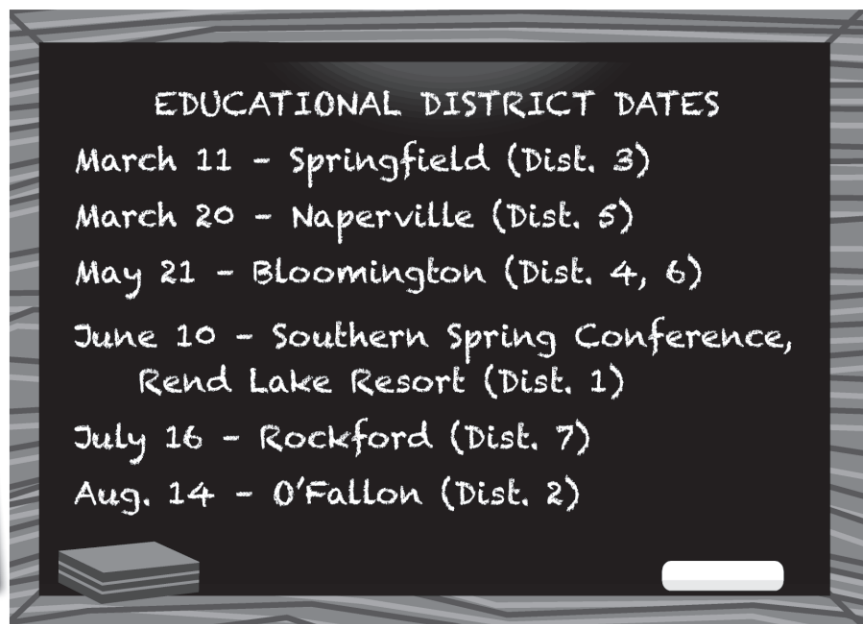 EDUCATIONAL DISTRICT DATES
March 11 – Springfield (Dist. 3)
March 20 – Naperville (Dist. 5)
May 21 – Bloomington (Dist. 4, 6)
June 10 – Southern Spring Conference,
Rend Lake Resort (Dist. 1)
July 16 – Rockford (Dist. 7)
Aug. 14 – O'Fallon (Dist. 2)